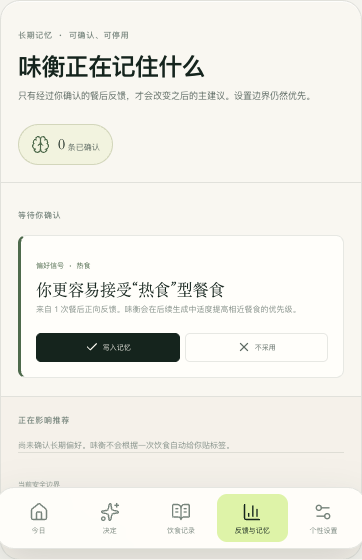 长期记忆 · 可确认、可停用
味衡正在记住什么
只有经过你确认的餐后反馈，才会改变之后的主建议。设置边界仍然优先。
0 条已确认
等待你确认
偏好信号 · 热食
你更容易接受“热食”型餐食
来自 1 次餐后正向反馈。味衡会在后续生成中适度提高相近餐食的优先级。
写入记忆 不采用
正在影响推荐
尚未确认长期偏好。味衡不会根据一次饮食自动给你贴标签。
当前安全边界
今日 决定 饮食记录 反馈与记忆 个性设置